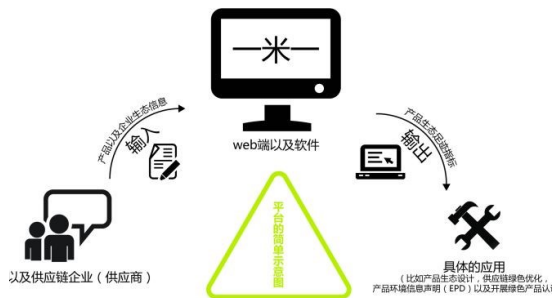 一米一
web端以及软件
产品以及企业生态信息
输入
产品生态足迹指标
输出
平台的简单示意图
以及供应链企业（供应商）
具体的应用
（比如产品生态设计，供应链绿色优化，
产品环境信息声明（EPD）以及开展绿色产品认